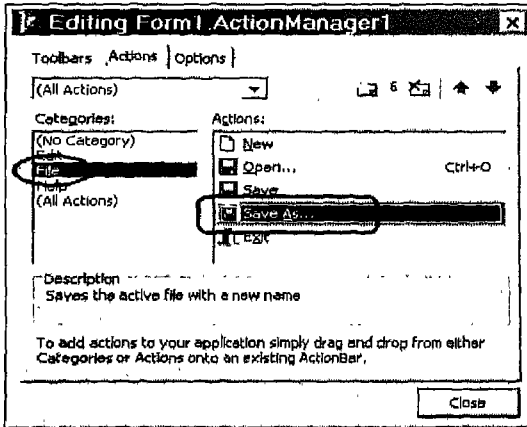 Editing Form1.ActionManager1
Toolbars Actions Options
(All Actions)
Categories: Actions:
(No Category)
Edit
File
Help
(All Actions)
New
Open... Ctrl+O
Save
Save As...
Exit
Description
Saves the active file with a new name
To add actions to your application simply drag and drop from either
Categories or Actions onto an existing ActionBar.
Close